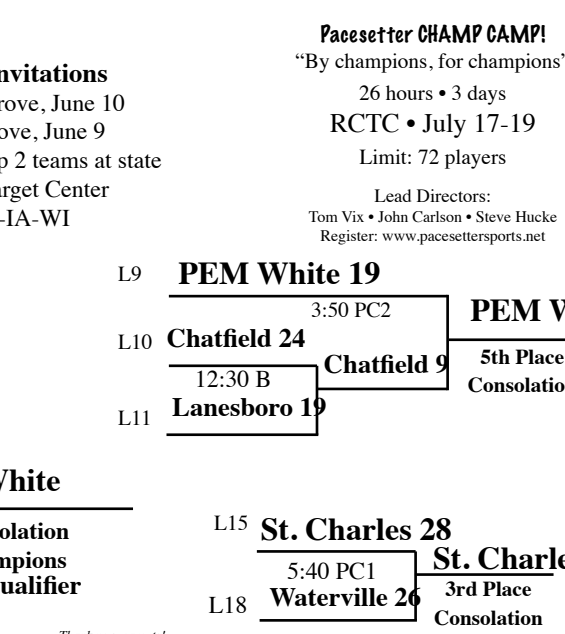 Pacesetter CHAMP CAMP!
"By champions, for champions"
26 hours • 3 days
RCTC • July 17-19
Limit: 72 players
Lead Directors:
Tom Vix • John Carlson • Steve Hucke
Register: www.pacesettersports.net
nvitations
rove, June 10
ove, June 9
p 2 teams at state
arget Center
-IA-WI
L9 PEM White 19
3:50 PC2
PEM W
L10 Chatfield 24
Chatfield 9
5th Place
Consolatio
12:30 B
L11 Lanesboro 19
hite
olation
mpions
ualifier
L15 St. Charles 28
5:40 PC1
St. Charle
L18 Waterville 26
3rd Place
Consolation